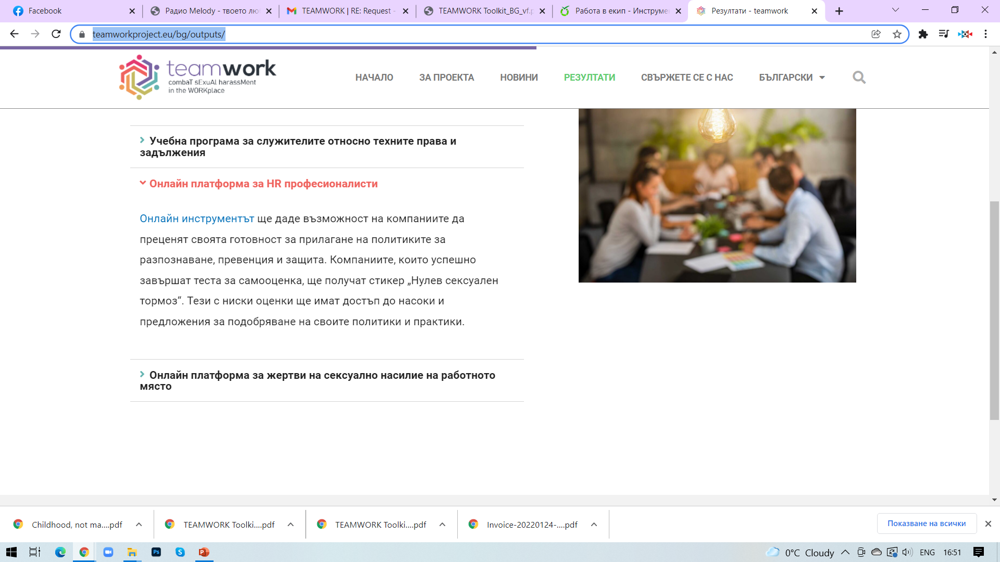 Facebook
Радио Melody - твоето лю
TEAMWORK | RE: Request -
TEAMWORK Toolkit_BG_vf.p
Работа в екип - Инструме
Резултати - teamwork
teamworkproject.eu/bg/outputs/
teamwork
combaT sExuAl harassMent
in the WORKplace
НАЧАЛО
ЗА ПРОЕКТА
НОВИНИ
РЕЗУЛТАТИ
СВЪРЖЕТЕ СЕ С НАС
БЪЛГАРСКИ
Учебна програма за служителите относно техните права и
задължения
Онлайн платформа за HR професионалисти
Онлайн инструментът ще даде възможност на компаниите да
преценят своята готовност за прилагане на политиките за
разпознаване, превенция и защита. Компаниите, които успешно
завършат теста за самооценка, ще получат стикер „Нулев сексуален
тормоз“. Тези с ниски оценки ще имат достъп до насоки и
предложения за подобряване на своите политики и практики.
Онлайн платформа за жертви на сексуално насилие на работното
място
Childhood, not ma....pdf
TEAMWORK Toolki....pdf
TEAMWORK Toolki....pdf
Invoice-20220124-....pdf
Показване на всички
Ps
0°C Cloudy
ENG
16:51